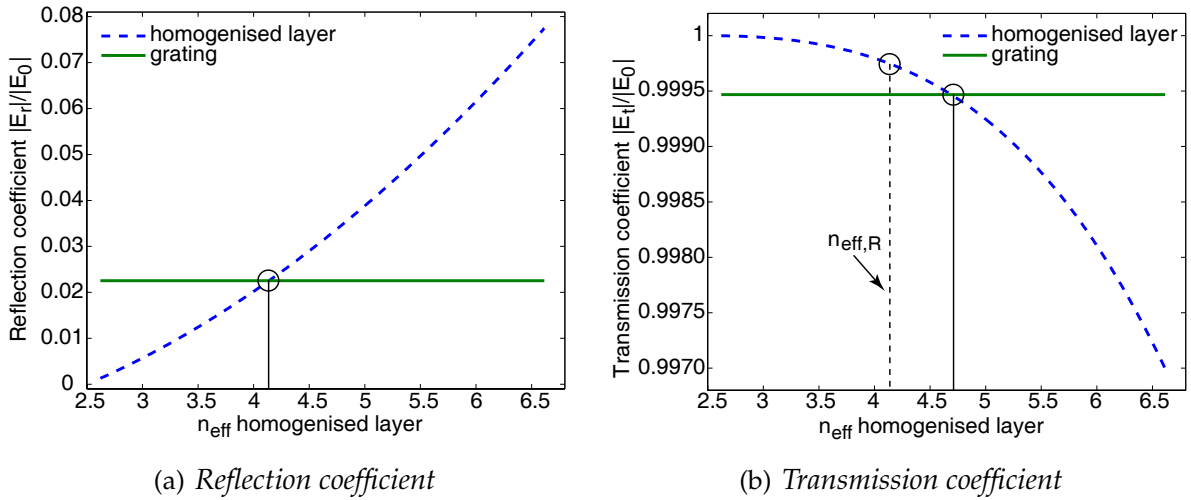 0.08
0.07
0.06
0.05
0.04
0.03
0.02
0.01
0
Reflection coefficient |E_r|/|E_0|
homogenised layer
grating
2.5 3 3.5 4 4.5 5 5.5 6 6.5
n_eff homogenised layer
(a) Reflection coefficient
1
0.9995
0.9990
0.9985
0.9980
0.9975
0.9970
Transmission coefficient |E_t|/|E_0|
homogenised layer
grating
n_eff,R
2.5 3 3.5 4 4.5 5 5.5 6 6.5
n_eff homogenised layer
(b) Transmission coefficient